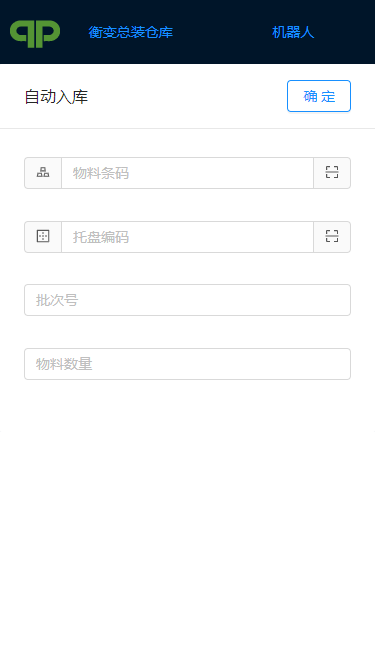 衡变总装仓库 机器人
自动入库 确 定
物料条码
托盘编码
批次号
物料数量